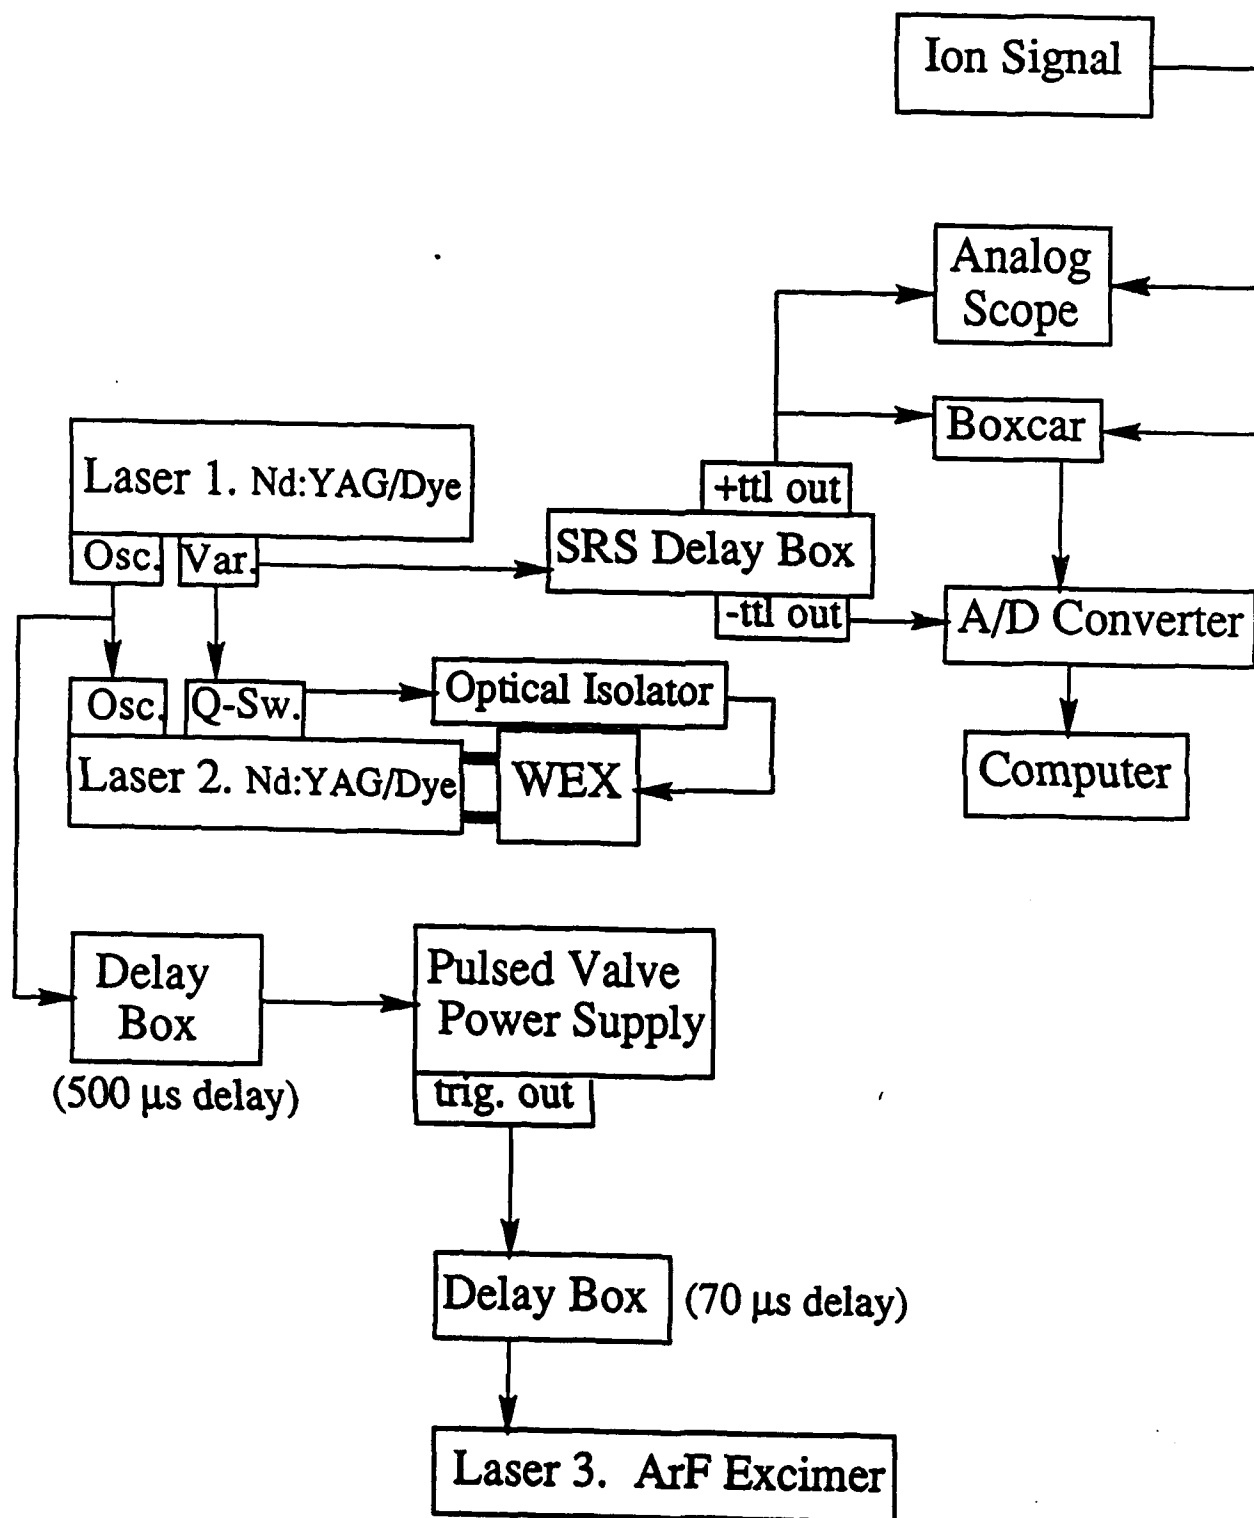 Ion Signal
Analog
Scope
Boxcar
Laser 1. Nd:YAG/Dye
Osc.
Var.
+ttl out
SRS Delay Box
-ttl out
A/D Converter
Osc.
Q-Sw.
Optical Isolator
Laser 2. Nd:YAG/Dye
WEX
Computer
Delay
Box
(500 µs delay)
Pulsed Valve
Power Supply
trig. out
Delay Box
(70 µs delay)
Laser 3. ArF Excimer